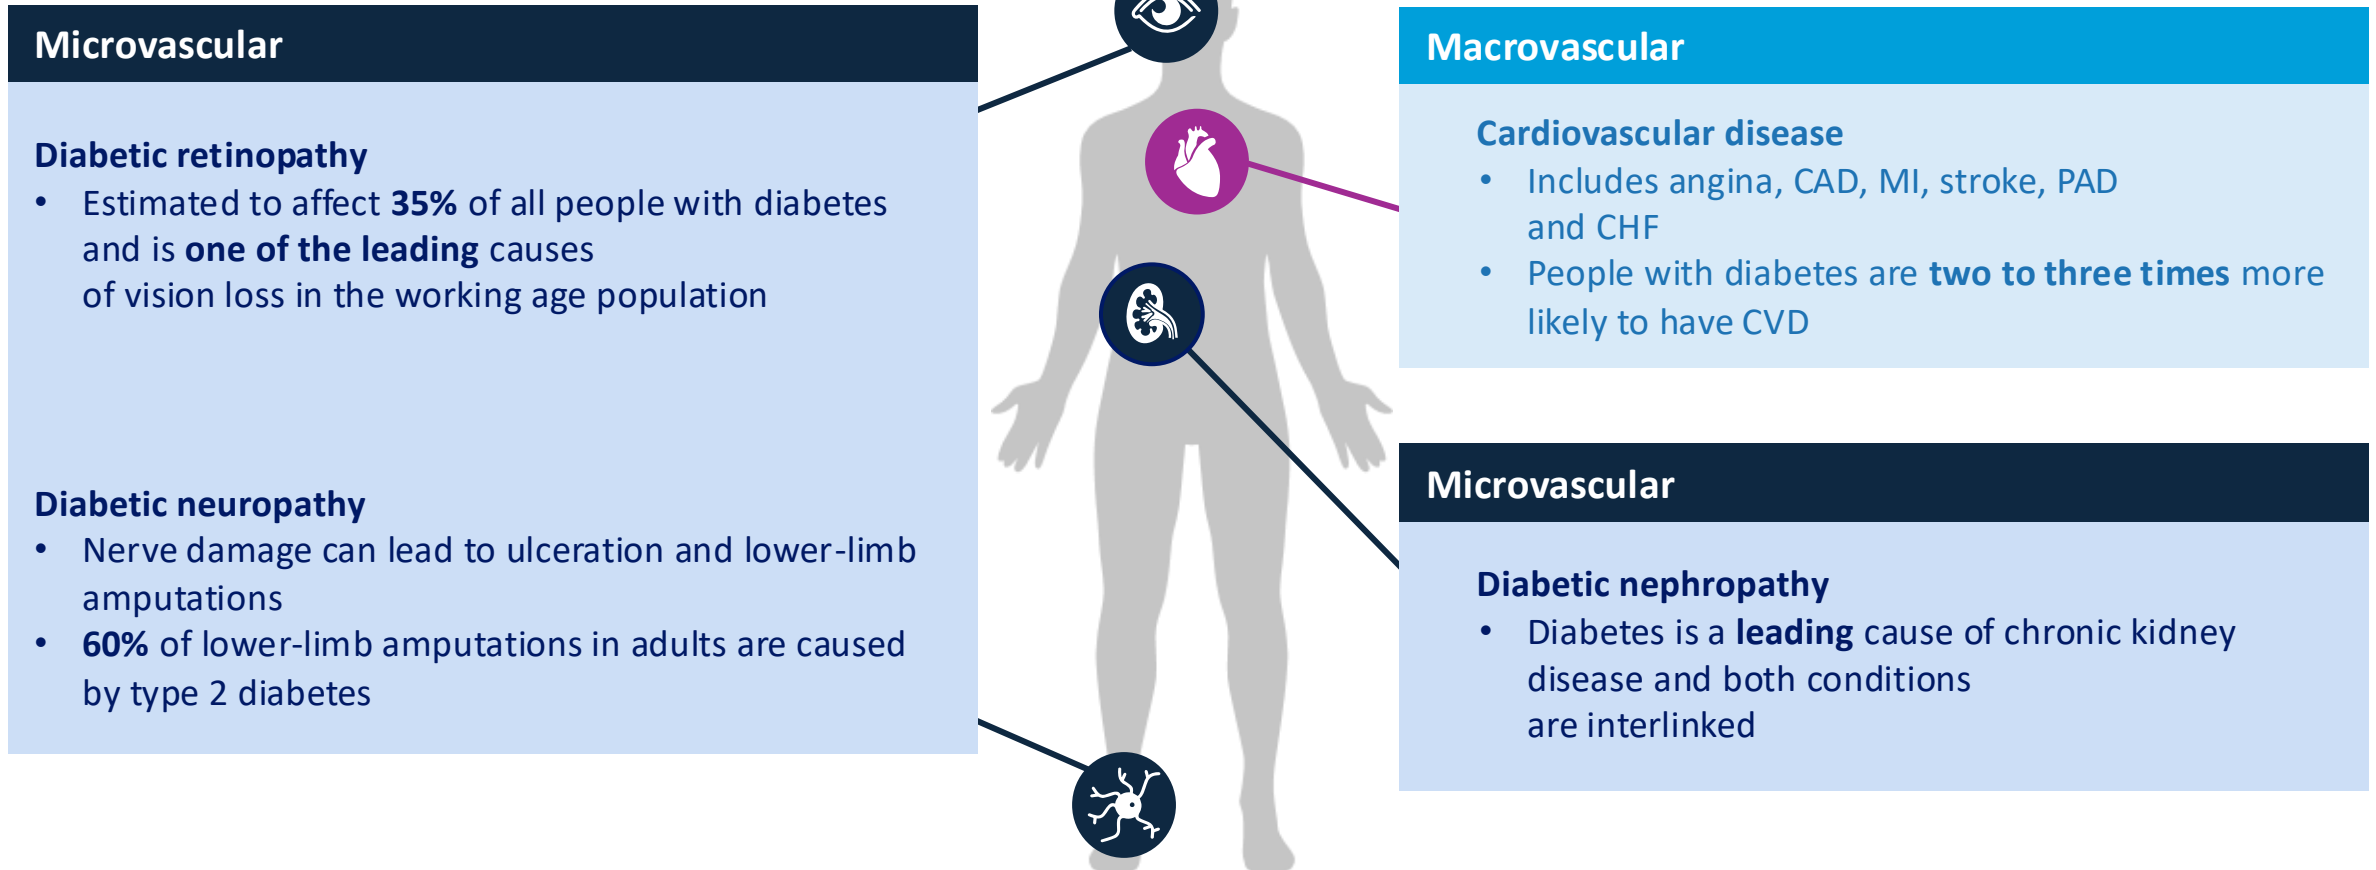 Microvascular
Diabetic retinopathy
• Estimated to affect 35% of all people with diabetes
and is one of the leading causes
of vision loss in the working age population
Diabetic neuropathy
• Nerve damage can lead to ulceration and lower-limb
amputations
• 60% of lower-limb amputations in adults are caused
by type 2 diabetes
Macrovascular
Cardiovascular disease
• Includes angina, CAD, MI, stroke, PAD
and CHF
• People with diabetes are two to three times more
likely to have CVD
Microvascular
Diabetic nephropathy
• Diabetes is a leading cause of chronic kidney
disease and both conditions
are interlinked